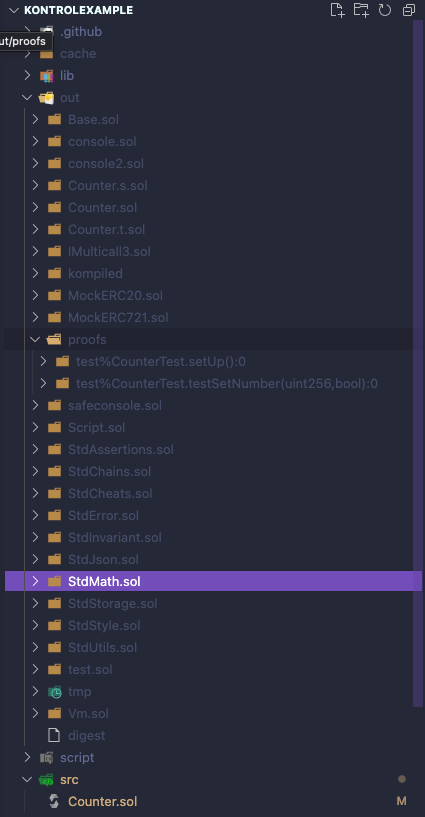 KONTROLEXAMPLE
.github
ut/proofs
cache
lib
out
Base.sol
console.sol
console2.sol
Counter.s.sol
Counter.sol
Counter.t.sol
IMulticall3.sol
kompiled
MockERC20.sol
MockERC721.sol
proofs
test%CounterTest.setUp():0
test%CounterTest.testSetNumber(uint256,bool):0
safeconsole.sol
Script.sol
StdAssertions.sol
StdChains.sol
StdCheats.sol
StdError.sol
StdInvariant.sol
StdJson.sol
StdMath.sol
StdStorage.sol
StdStyle.sol
StdUtils.sol
test.sol
tmp
Vm.sol
digest
script
src
Counter.sol M